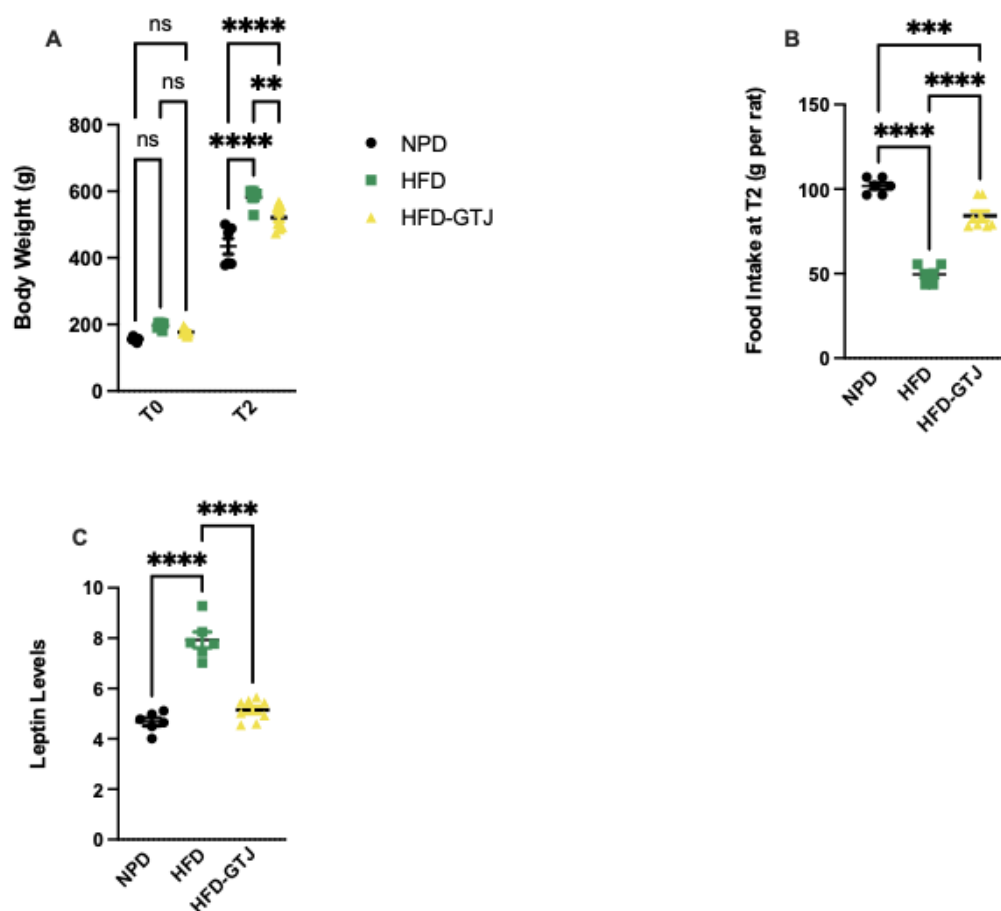 A
ns
ns
ns
****
**
****
Body Weight (g)
800
600
400
200
0
T0
T2
NPD
HFD
HFD-GTJ
B
***
****
****
Food Intake at T2 (g per rat)
150
100
50
0
NPD
HFD
HFD-GTJ
C
****
****
Leptin Levels
10
8
6
4
2
0
NPD
HFD
HFD-GTJ